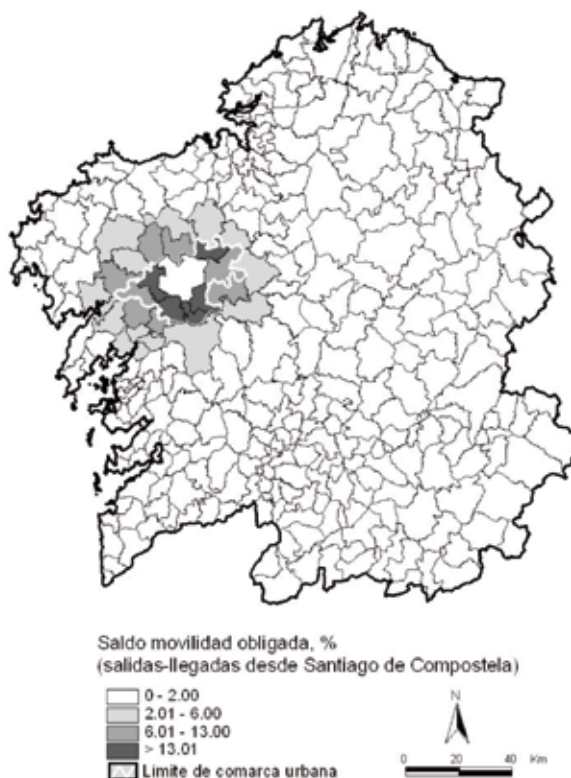 Saldo movilidad obligada, %
(salidas-llegadas desde Santiago de Compostela)
0 - 2.00
2.01 - 6.00
6.01 - 13.00
> 13.01
Limite de comarca urbana
N
0 20 40 Km